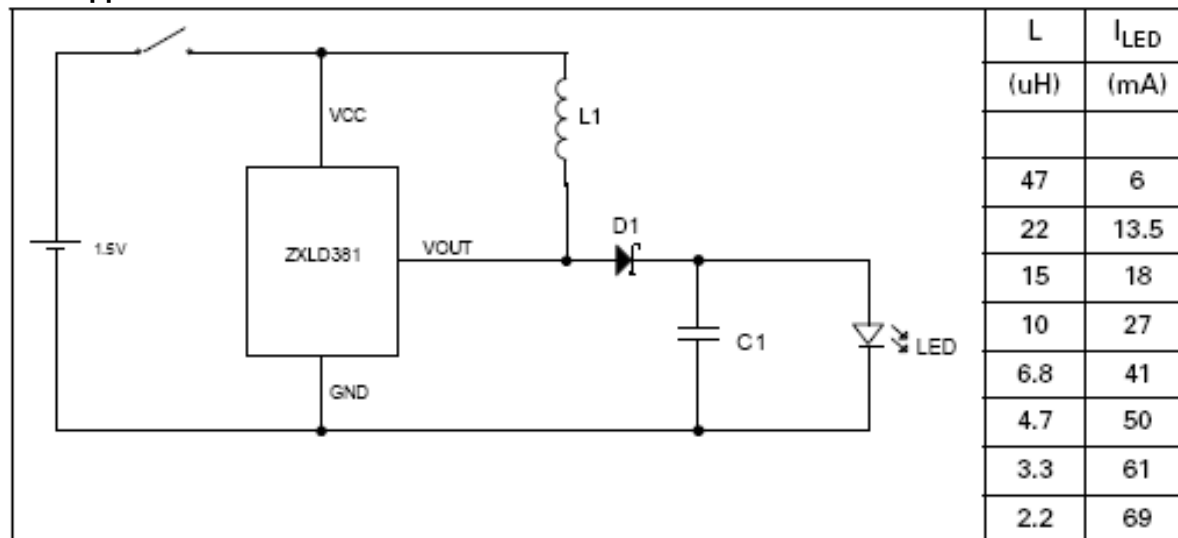 VCC
L1
1.5V
ZXLD381
VOUT
D1
C1
LED
GND
L I_LED
(uH) (mA)
47 6
22 13.5
15 18
10 27
6.8 41
4.7 50
3.3 61
2.2 69